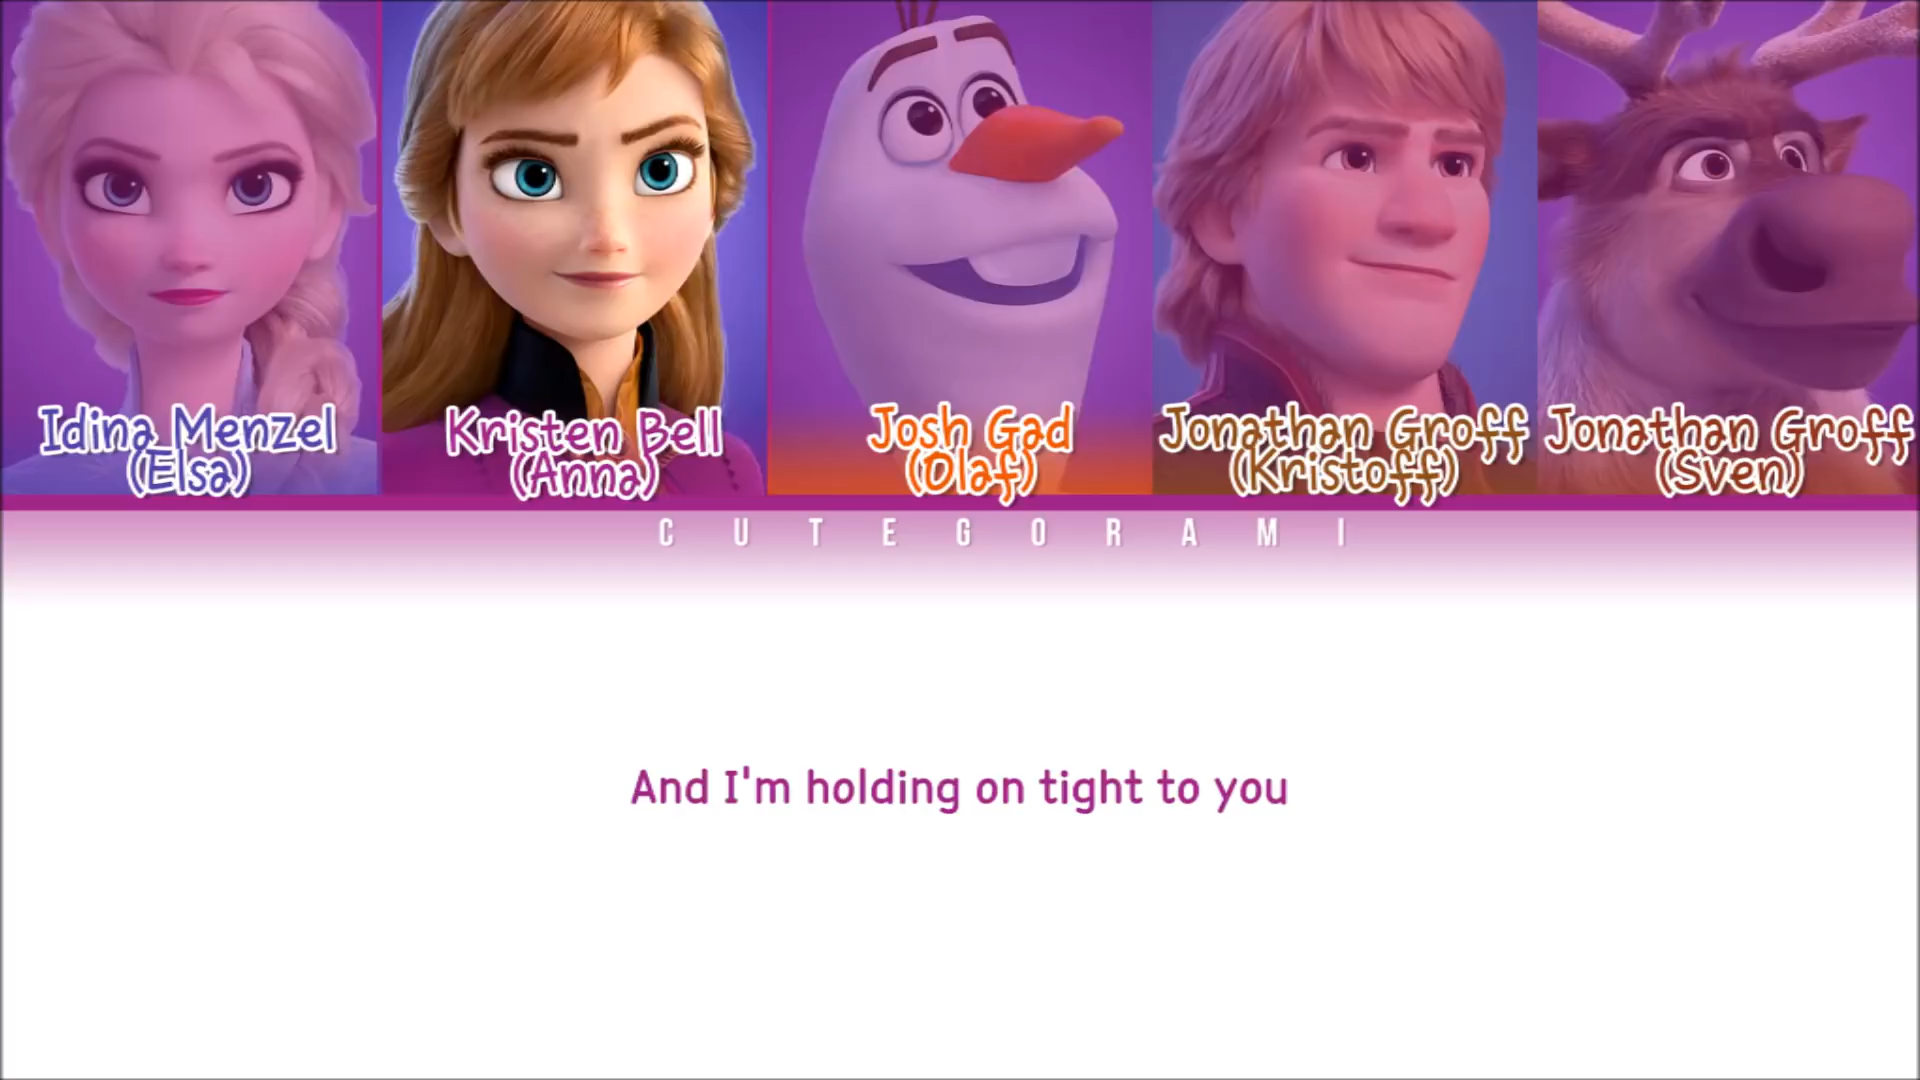 Idina Menzel
(Elsa)
Kristen Bell
(Anna)
Josh Gad
(Olaf)
Jonathan Groff
(Kristoff)
Jonathan Groff
(Sven)
CUTEGORAMI
And I'm holding on tight to you